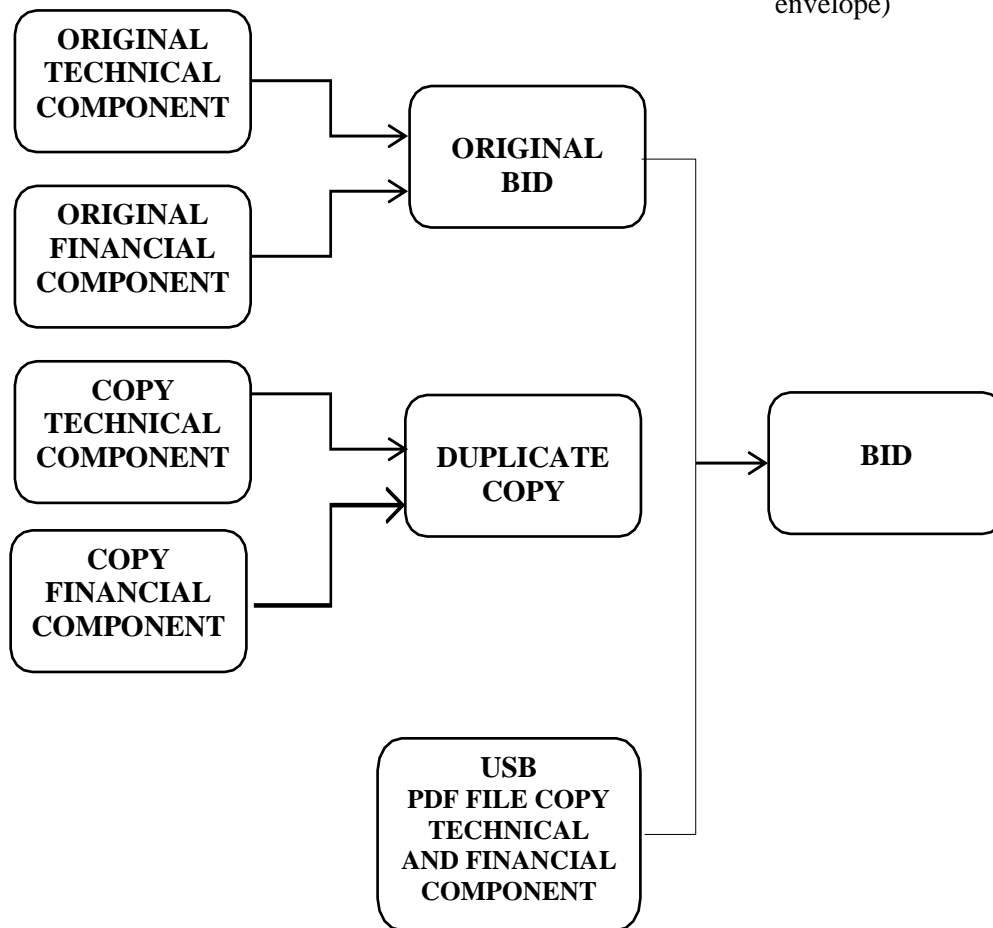 envelope)
ORIGINAL
TECHNICAL
COMPONENT
ORIGINAL
BID
ORIGINAL
FINANCIAL
COMPONENT
COPY
TECHNICAL
COMPONENT
DUPLICATE
COPY
BID
COPY
FINANCIAL
COMPONENT
USB
PDF FILE COPY
TECHNICAL
AND FINANCIAL
COMPONENT